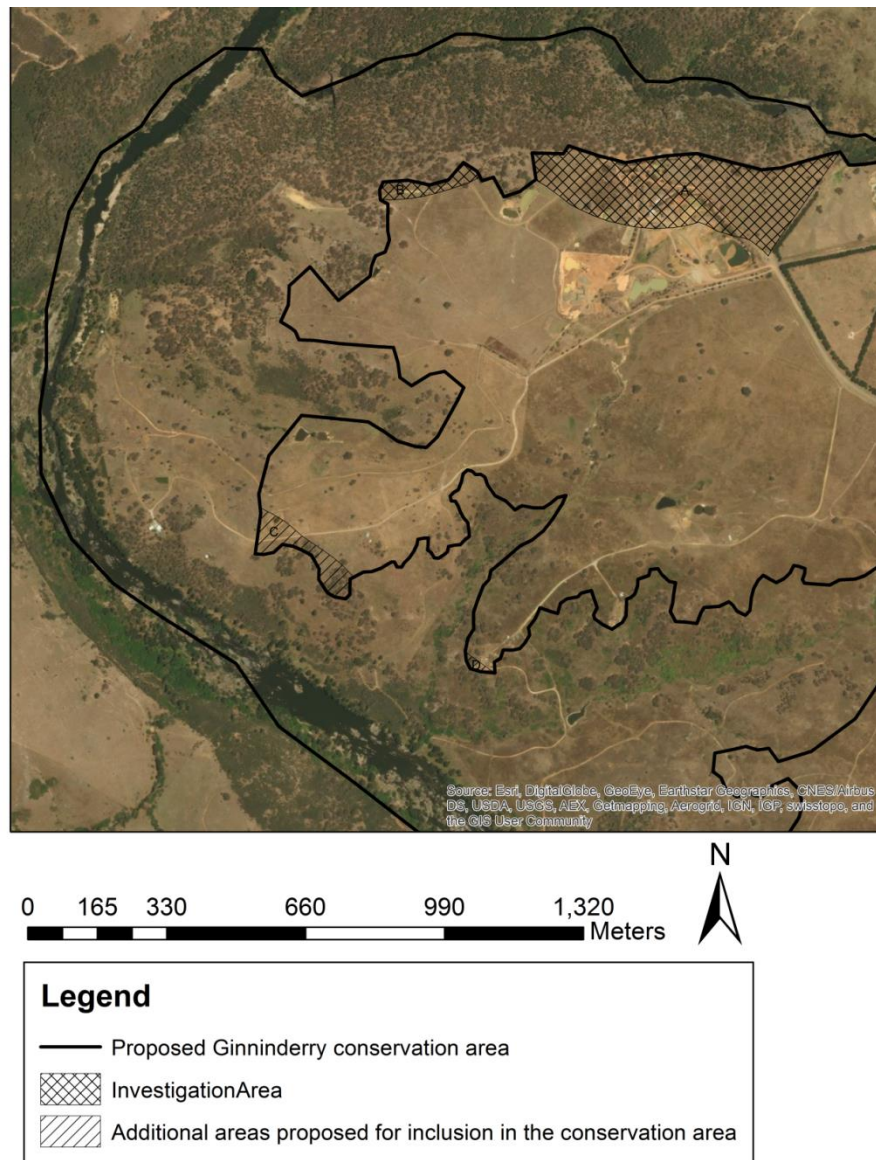 B
A
C
D
Source: Esri, DigitalGlobe, GeoEye, Earthstar Geographics, CNES/Airbus
DS, USDA, USGS, AEX, Getmapping, Aerogrid, IGN, IGP, swisstopo, and
the GIS User Community
N
0 165 330 660 990 1,320
Meters
Legend
Proposed Ginninderry conservation area
InvestigationArea
Additional areas proposed for inclusion in the conservation area